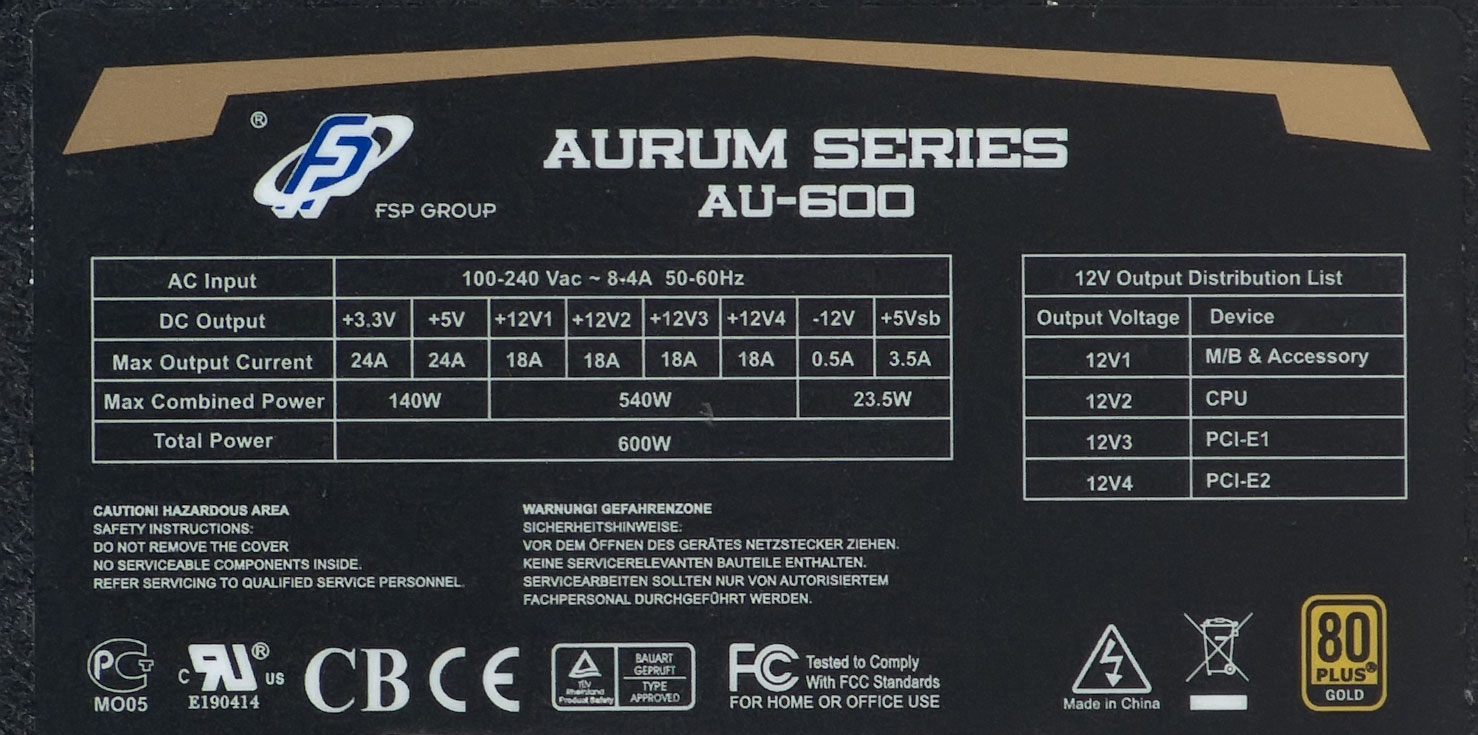 ®
FSP GROUP
AURUM SERIES
AU-600
AC Input 100-240 Vac ~ 8-4A 50-60Hz
DC Output +3.3V +5V +12V1 +12V2 +12V3 +12V4 -12V +5Vsb
Max Output Current 24A 24A 18A 18A 18A 18A 0.5A 3.5A
Max Combined Power 140W 540W 23.5W
Total Power 600W
12V Output Distribution List
Output Voltage Device
12V1 M/B & Accessory
12V2 CPU
12V3 PCI-E1
12V4 PCI-E2
CAUTION! HAZARDOUS AREA
SAFETY INSTRUCTIONS:
DO NOT REMOVE THE COVER
NO SERVICEABLE COMPONENTS INSIDE.
REFER SERVICING TO QUALIFIED SERVICE PERSONNEL.
WARNUNG! GEFAHRENZONE
SICHERHEITSHINWEISE:
VOR DEM ÖFFNEN DES GERÄTES NETZSTECKER ZIEHEN.
KEINE SERVICERELEVANTEN BAUTEILE ENTHALTEN.
SERVICEARBEITEN SOLLTEN NUR VON AUTORISIERTEM
FACHPERSONAL DURCHGEFÜHRT WERDEN.
PCT
MO05
c RU ® US
E190414
CB CE
TÜV
Rheinland
Product Safety
BAUART
GEPRÜFT
TYPE
APPROVED
FC Tested to Comply
With FCC Standards
FOR HOME OR OFFICE USE
Made in China
80
PLUS®
GOLD